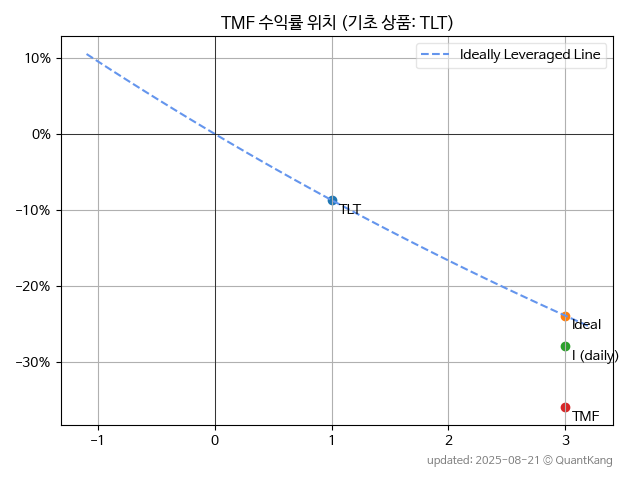 TMF 수익률 위치 (기초 상품: TLT)
Ideally Leveraged Line
10%
0%
−10%
−20%
−30%
TLT
Ideal
I (daily)
TMF
−1
0
1
2
3
updated: 2025-08-21 © QuantKang